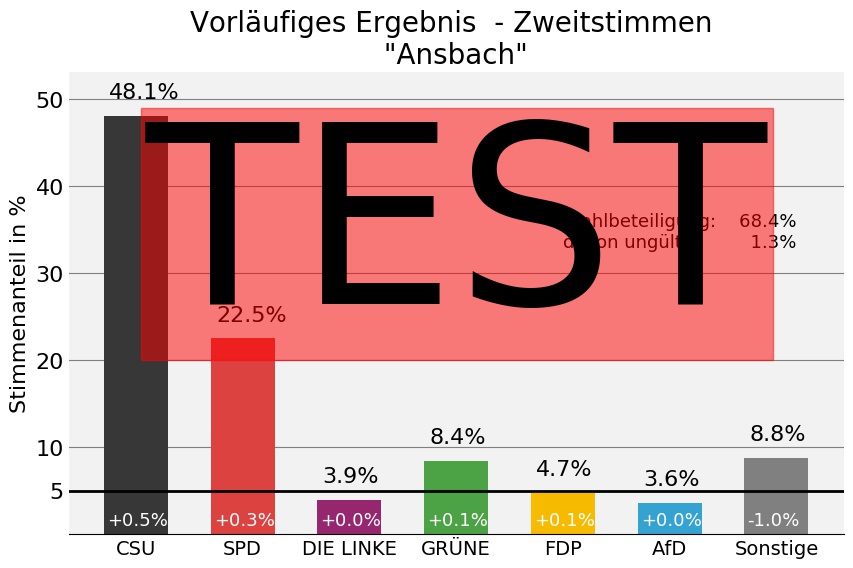 Vorläufiges Ergebnis - Zweitstimmen
"Ansbach"
Stimmenanteil in %
50
40
30
20
10
5
TEST
68.4%
1.3%
48.1%
22.5%
3.9%
8.4%
4.7%
3.6%
8.8%
+0.5%
+0.3%
+0.0%
+0.1%
+0.1%
+0.0%
-1.0%
CSU
SPD
DIE LINKE
GRÜNE
FDP
AfD
Sonstige